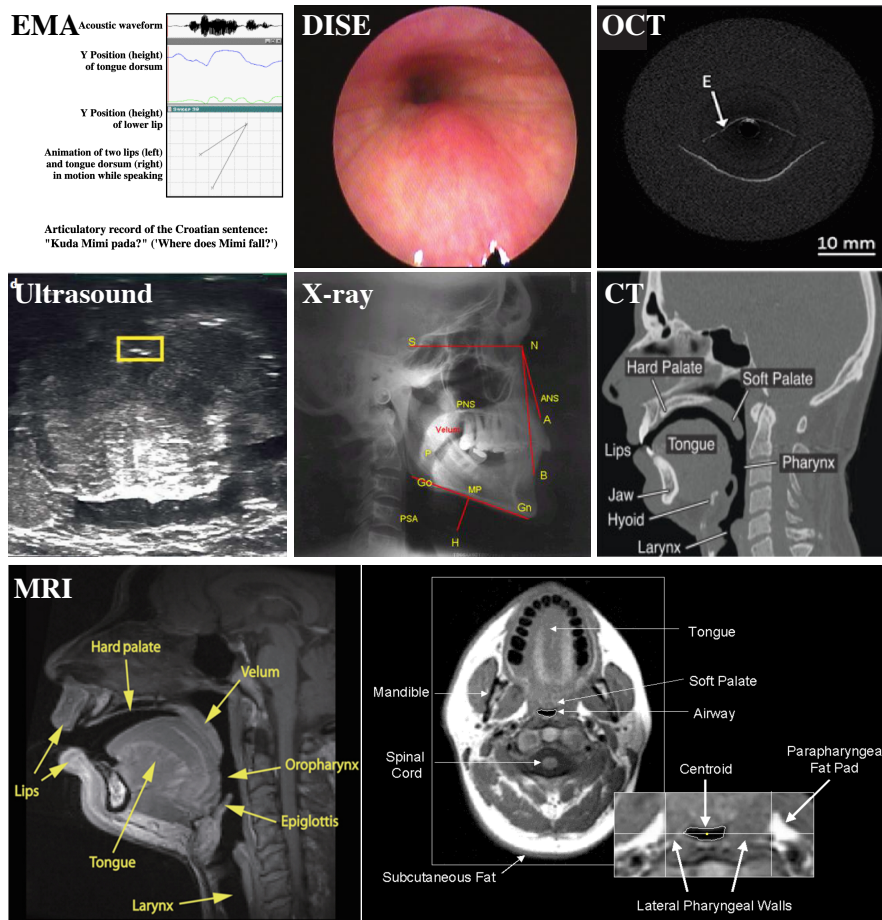 EMA
Acoustic waveform
Y Position (height)
of tongue dorsum
Y Position (height)
of lower lip
Animation of two lips (left)
and tongue dorsum (right)
in motion while speaking
Articulatory record of the Croatian sentence:
"Kuda Mimi pada?" ('Where does Mimi fall?')
DISE
OCT
E
10 mm
d
Ultrasound
X-ray
S
N
PNS
ANS
A
Velum
P
B
Go
MP
Gn
PSA
H
CT
Hard Palate
Soft Palate
Tongue
Lips
Pharynx
Jaw
Hyoid
Larynx
MRI
Hard palate
Velum
Oropharynx
Lips
Epiglottis
Tongue
Larynx
Tongue
Soft Palate
Mandible
Airway
Spinal
Cord
Centroid
Parapharyngeal
Fat Pad
Subcutaneous Fat
Lateral Pharyngeal Walls